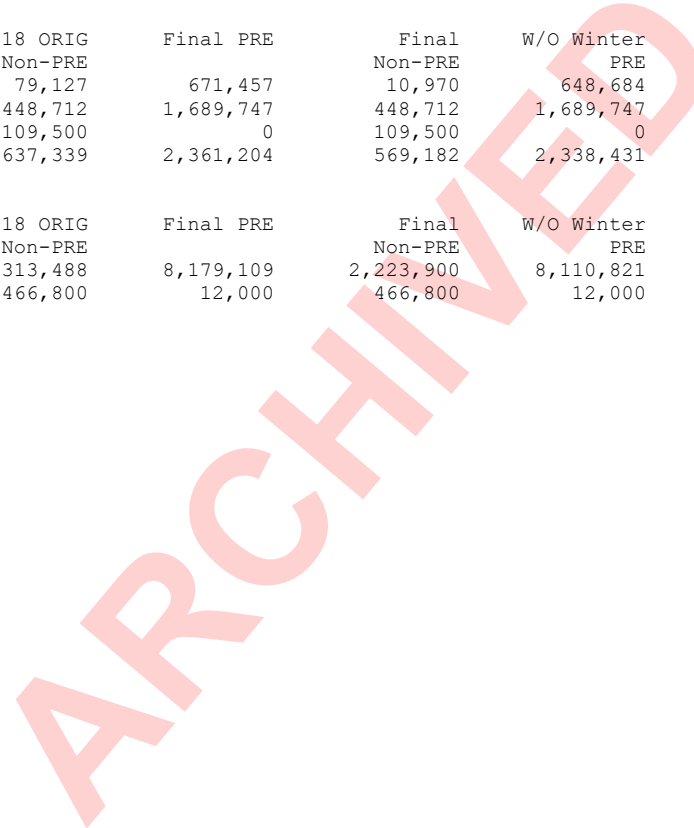 18 ORIG Final PRE Final W/O Winter
Non-PRE Non-PRE PRE
79,127 671,457 10,970 648,684
448,712 1,689,747 448,712 1,689,747
109,500 0 109,500 0
637,339 2,361,204 569,182 2,338,431
18 ORIG Final PRE Final W/O Winter
Non-PRE Non-PRE PRE
313,488 8,179,109 2,223,900 8,110,821
466,800 12,000 466,800 12,000
ARCHIVED